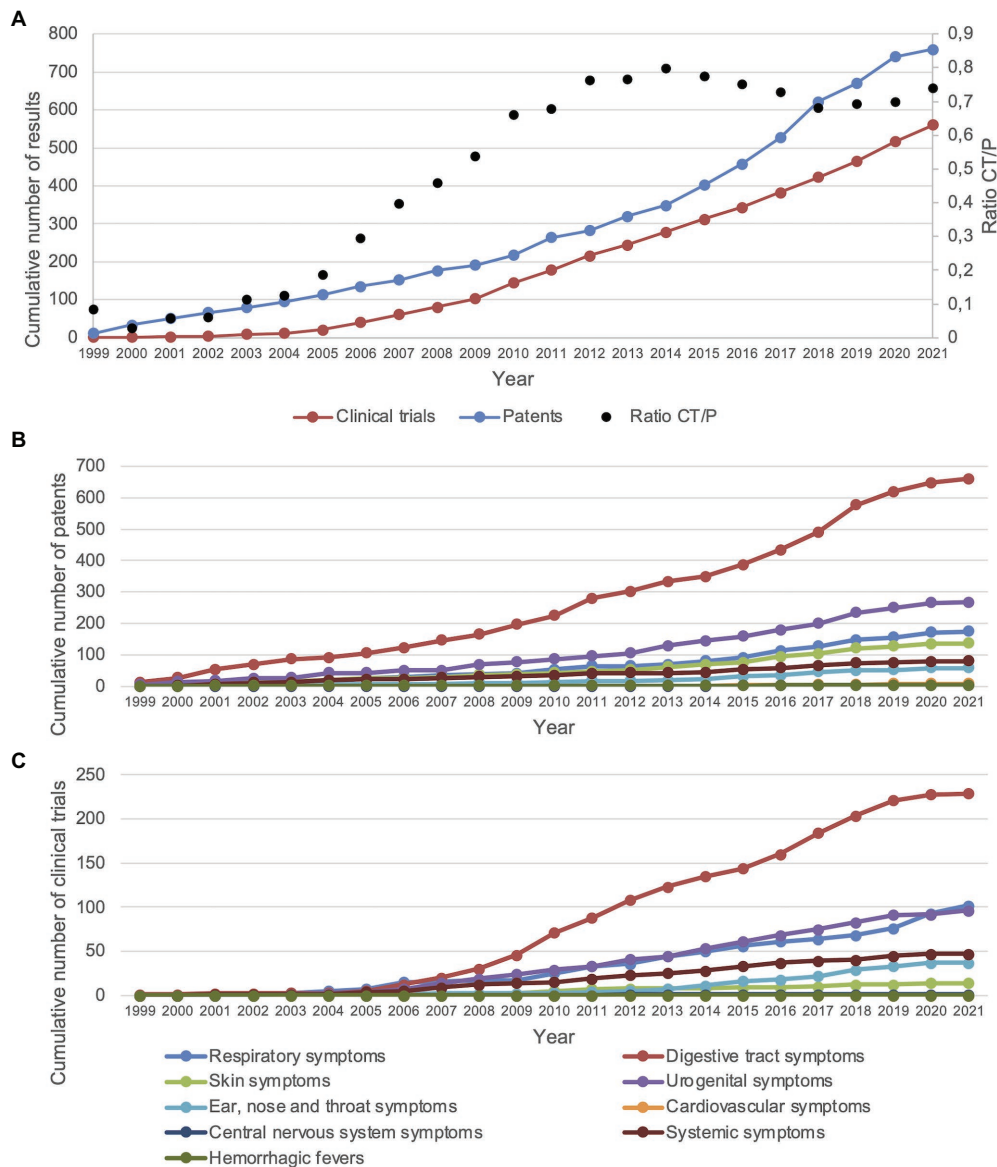 A
800
700
600
500
400
300
200
100
0
Cumulative number of results
0,9
0,8
0,7
0,6
0,5
0,4
0,3
0,2
0,1
0
Ratio CT/P
1999 2000 2001 2002 2003 2004 2005 2006 2007 2008 2009 2010 2011 2012 2013 2014 2015 2016 2017 2018 2019 2020 2021
Year
Clinical trials Patents Ratio CT/P
B
700
600
500
400
300
200
100
0
Cumulative number of patents
1999 2000 2001 2002 2003 2004 2005 2006 2007 2008 2009 2010 2011 2012 2013 2014 2015 2016 2017 2018 2019 2020 2021
Year
C
250
200
150
100
50
0
Cumulative number of clinical trials
1999 2000 2001 2002 2003 2004 2005 2006 2007 2008 2009 2010 2011 2012 2013 2014 2015 2016 2017 2018 2019 2020 2021
Year
Respiratory symptoms Digestive tract symptoms
Skin symptoms Urogenital symptoms
Ear, nose and throat symptoms Cardiovascular symptoms
Central nervous system symptoms Systemic symptoms
Hemorrhagic fevers